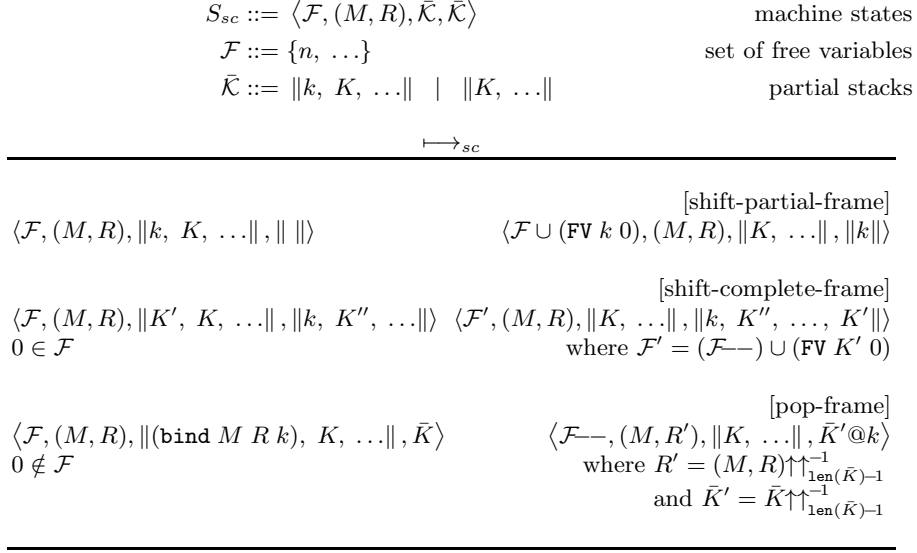 S_sc ::= ⟨ℱ, (M, R), 𝒦̄, 𝒦̄⟩ machine states
ℱ ::= {n, …} set of free variables
𝒦̄ ::= ‖k, K, …‖ | ‖K, …‖ partial stacks
⟼_sc
[shift-partial-frame]
⟨ℱ, (M, R), ‖k, K, …‖, ‖ ‖⟩ ⟨ℱ ∪ (FV k 0), (M, R), ‖K, …‖, ‖k‖⟩
[shift-complete-frame]
⟨ℱ, (M, R), ‖K′, K, …‖, ‖k, K″, …‖⟩ ⟨ℱ′, (M, R), ‖K, …‖, ‖k, K″, …, K′‖⟩
0 ∈ ℱ where ℱ′ = (ℱ−−) ∪ (FV K′ 0)
[pop-frame]
⟨ℱ, (M, R), ‖(bind M R k), K, …‖, K̄⟩ ⟨ℱ−−, (M, R′), ‖K, …‖, K̄′@k⟩
0 ∉ ℱ where R′ = (M, R)↑↑⁻¹_len(K̄)−1
and K̄′ = K̄↑↑⁻¹_len(K̄)−1